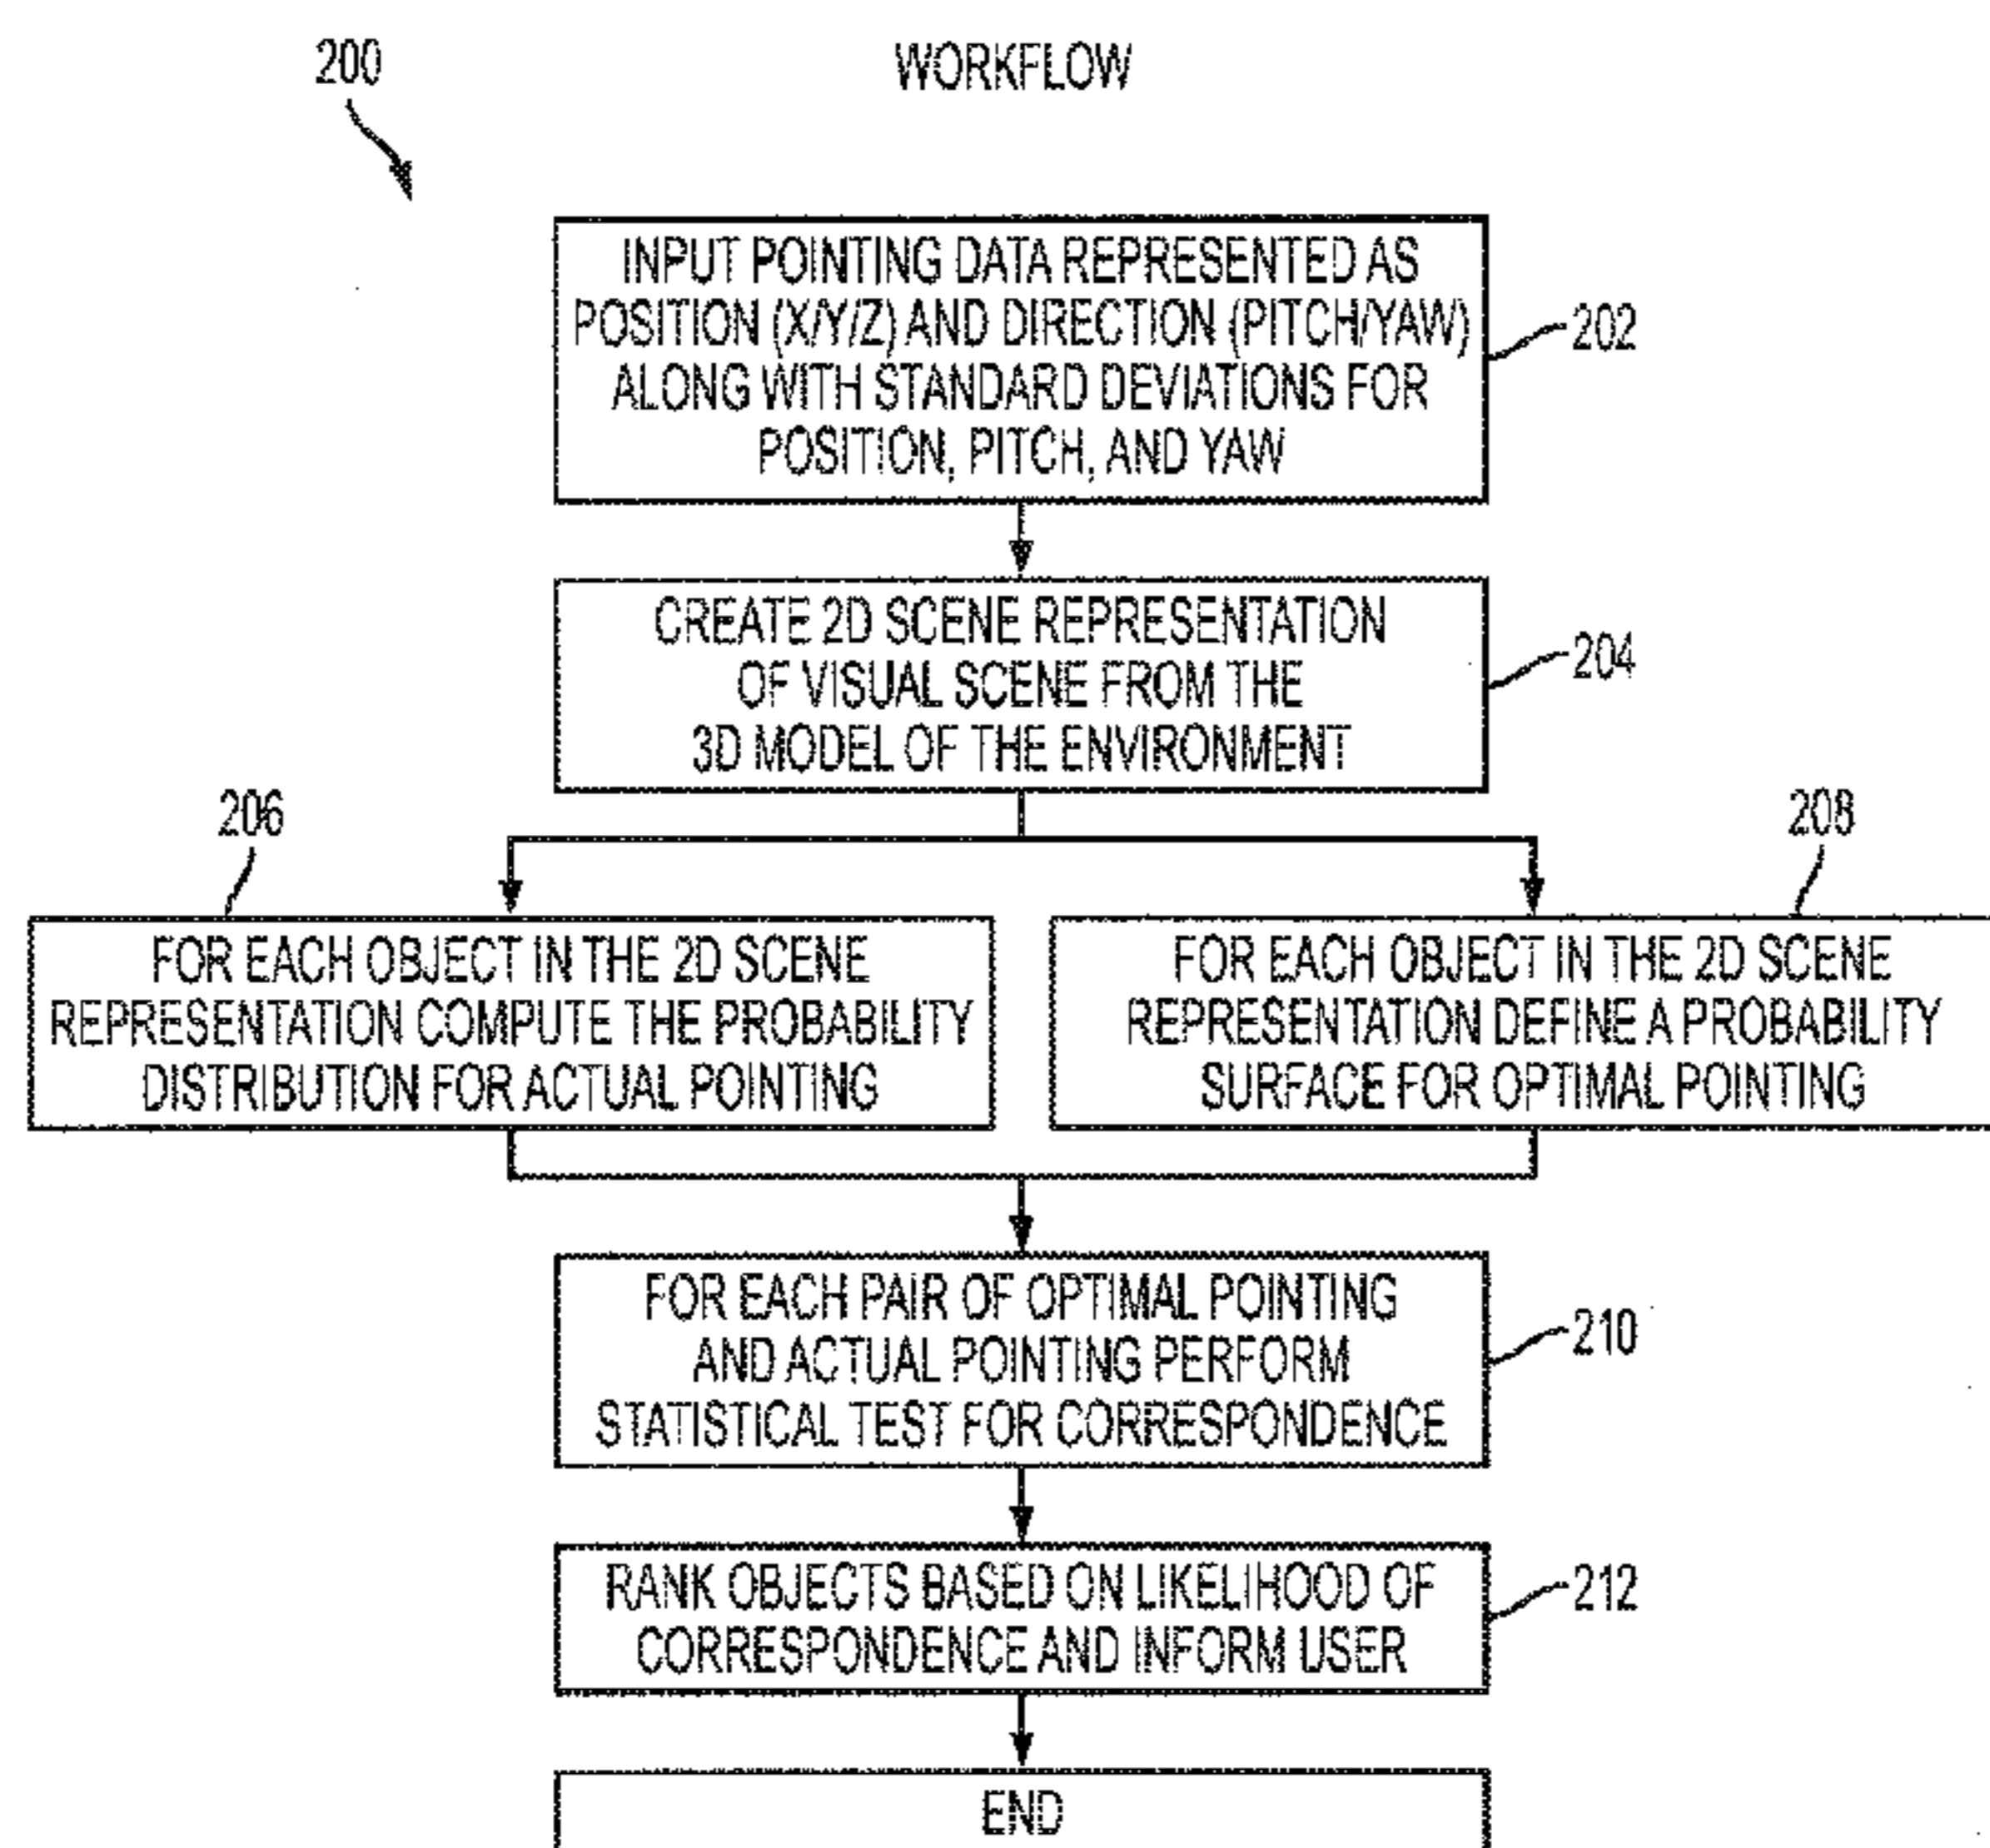 200
WORKFLOW
INPUT POINTING DATA REPRESENTED AS
POSITION (X/Y/Z) AND DIRECTION (PITCH/YAW)
ALONG WITH STANDARD DEVIATIONS FOR
POSITION, PITCH, AND YAW
202
CREATE 2D SCENE REPRESENTATION
OF VISUAL SCENE FROM THE
3D MODEL OF THE ENVIRONMENT
204
206
208
FOR EACH OBJECT IN THE 2D SCENE
REPRESENTATION COMPUTE THE PROBABILITY
DISTRIBUTION FOR ACTUAL POINTING
FOR EACH OBJECT IN THE 2D SCENE
REPRESENTATION DEFINE A PROBABILITY
SURFACE FOR OPTIMAL POINTING
FOR EACH PAIR OF OPTIMAL POINTING
AND ACTUAL POINTING PERFORM
STATISTICAL TEST FOR CORRESPONDENCE
210
RANK OBJECTS BASED ON LIKELIHOOD OF
CORRESPONDENCE AND INFORM USER
212
END